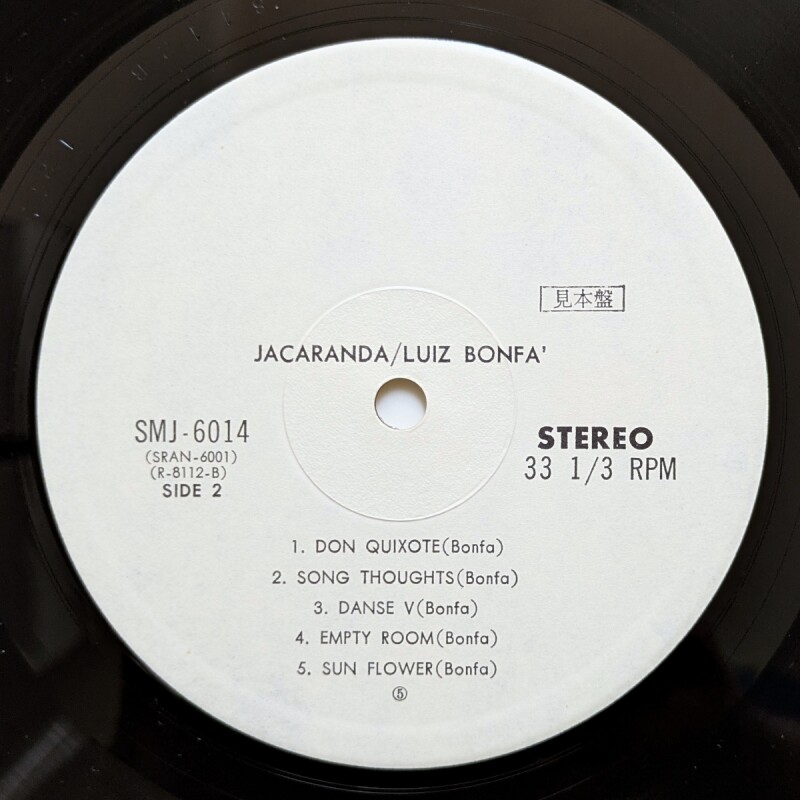 見本盤
JACARANDA/LUIZ BONFA'
SMJ-6014
(SRAN-6001)
(R-8112-B)
SIDE 2
STEREO
33 1/3 RPM
1. DON QUIXOTE(Bonfa)
2. SONG THOUGHTS(Bonfa)
3. DANSE V(Bonfa)
4. EMPTY ROOM(Bonfa)
5. SUN FLOWER(Bonfa)
⑤